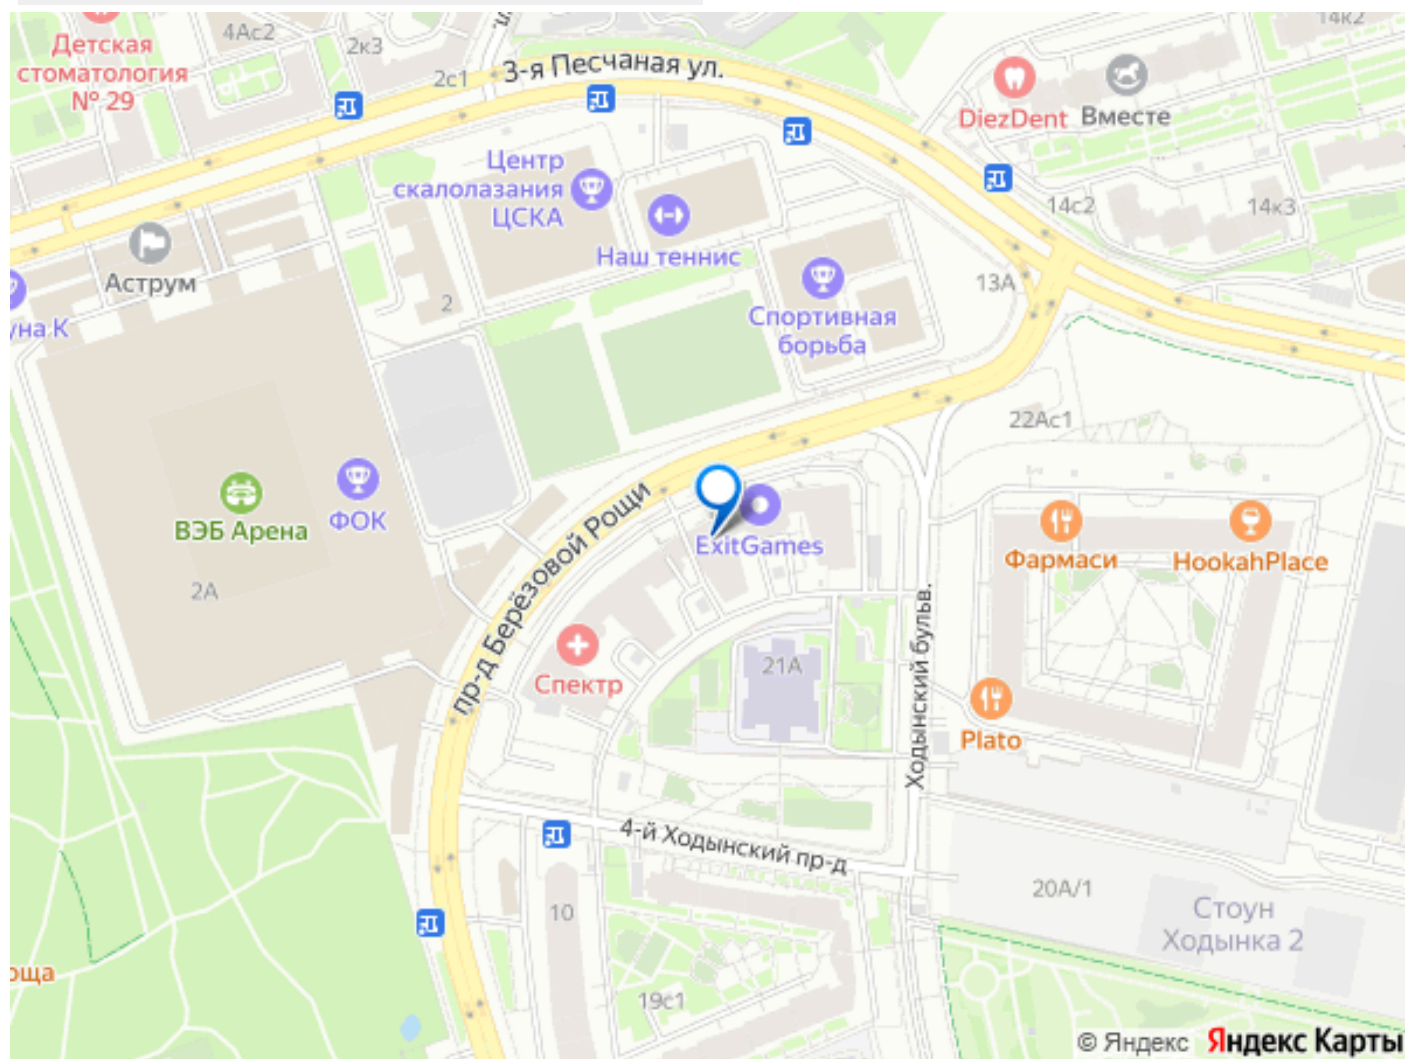 4Ас2
2к3
14к2
Детская
стоматология
№ 29
2с1
3-я Песчаная ул.
DiezDent
Вместе
Центр
скалолазания
ЦСКА
14с2
14к3
Наш теннис
Аструм
13А
2
Спортивная
борьба
уна К
22Ас1
ВЭБ Арена
ФОК
пр-д Берёзовой Рощи
ExitGames
Фармаси
HookahPlace
2А
Ходынский бульв.
21А
Спектр
Plato
4-й Ходынский пр-д
20А/1
10
Стоун
Ходынка 2
оща
19с1
© Яндекс Яндекс Карты